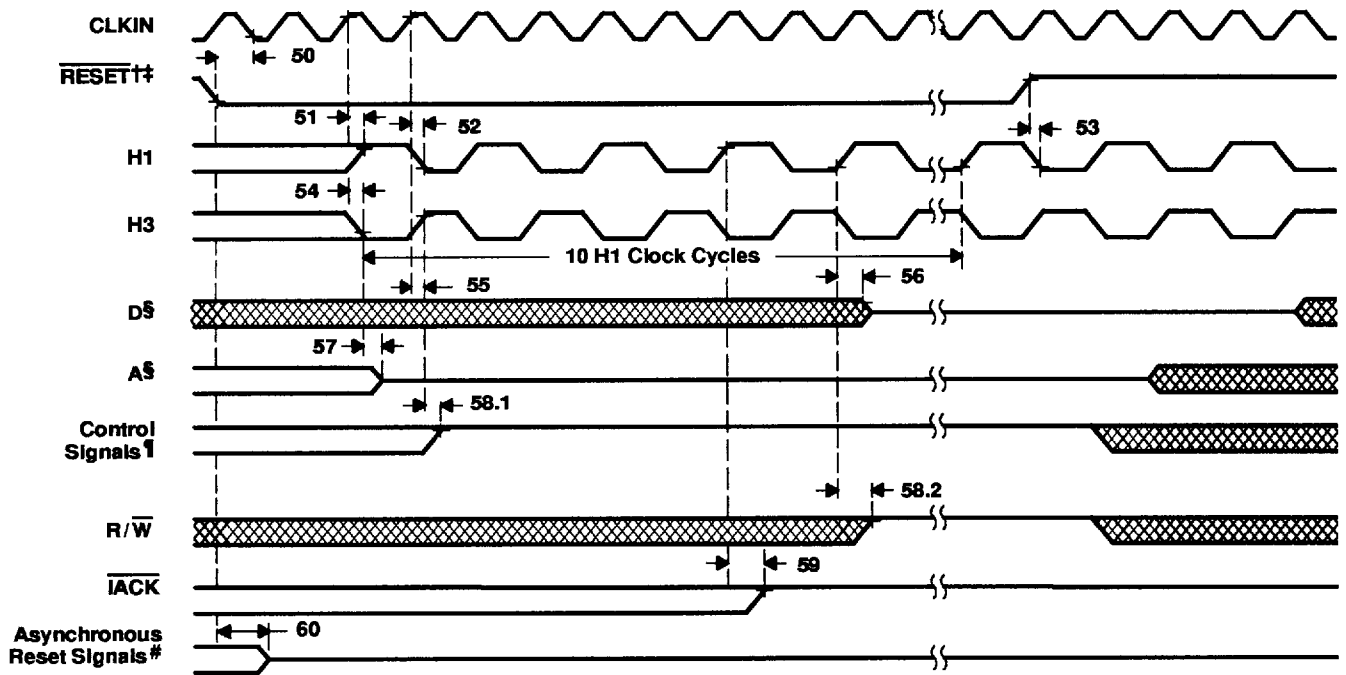 CLKIN
50
RESET†‡
51
52
53
H1
54
H3
10 H1 Clock Cycles
55
56
D§
57
A§
58.1
Control
Signals¶
58.2
R/W
59
IACK
60
Asynchronous
Reset Signals#